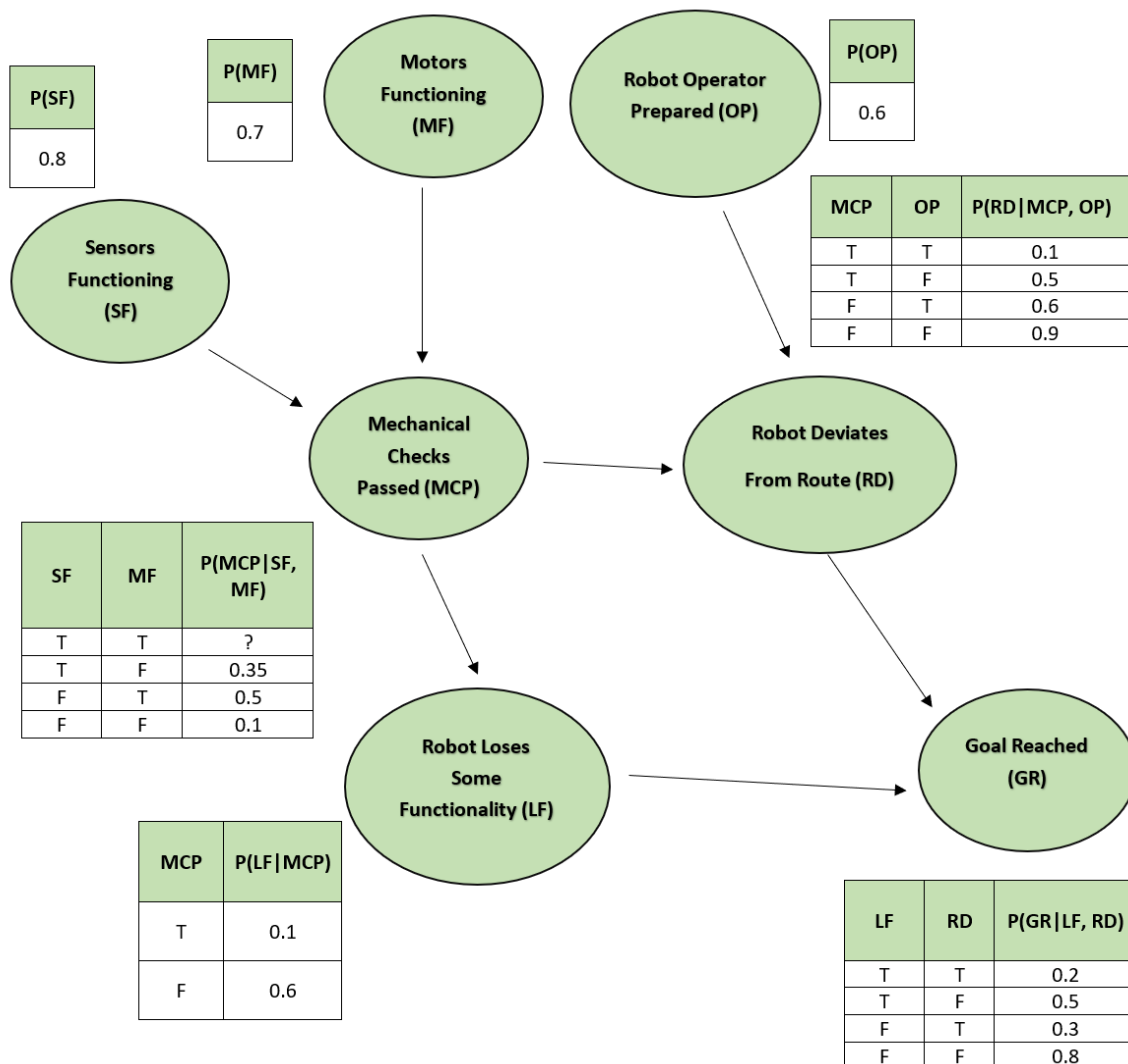 P(SF)
0.8
P(MF)
0.7
Motors
Functioning
(MF)
Robot Operator
Prepared (OP)
P(OP)
0.6
MCP OP P(RD|MCP, OP)
T T 0.1
T F 0.5
F T 0.6
F F 0.9
Sensors
Functioning
(SF)
Mechanical
Checks
Passed (MCP)
Robot Deviates
From Route (RD)
SF MF P(MCP|SF,
MF)
T T ?
T F 0.35
F T 0.5
F F 0.1
Robot Loses
Some
Functionality (LF)
Goal Reached
(GR)
MCP P(LF|MCP)
T 0.1
F 0.6
LF RD P(GR|LF, RD)
T T 0.2
T F 0.5
F T 0.3
F F 0.8